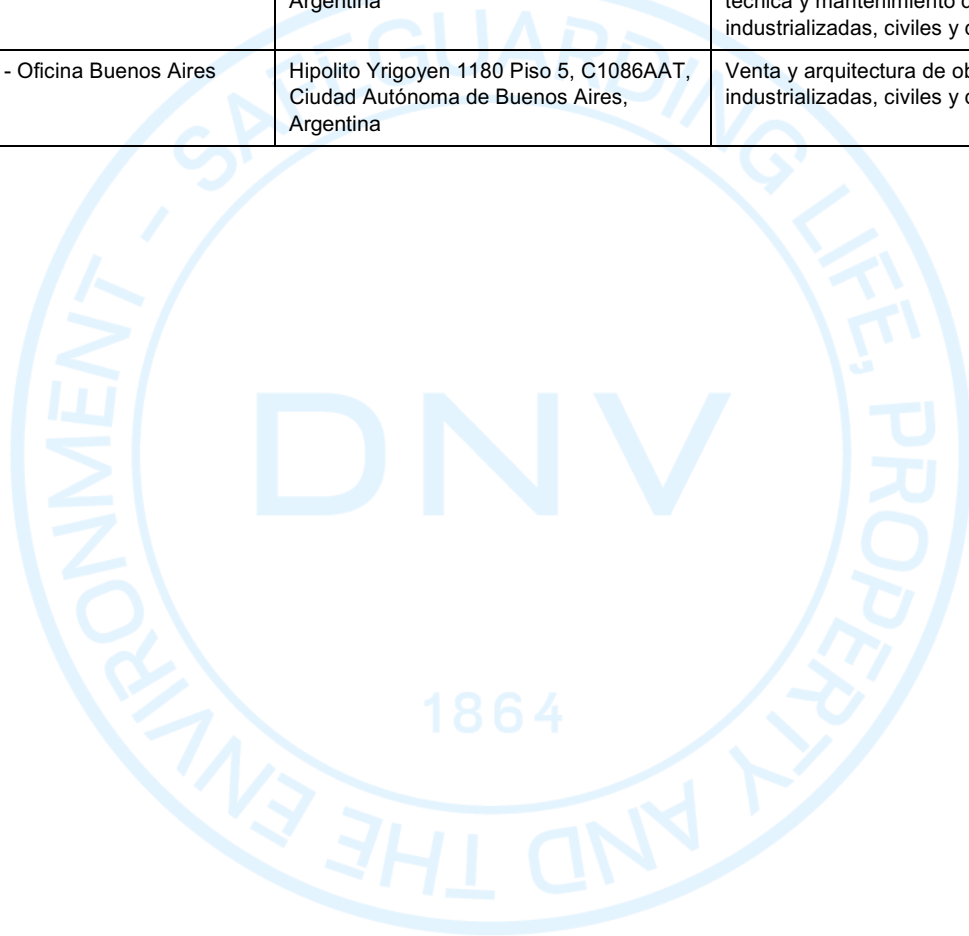 Argentina
técnica y mantenimiento
industrializadas, civiles y
- Oficina Buenos Aires
Hipolito Yrigoyen 1180 Piso 5, C1086AAT,
Ciudad Autónoma de Buenos Aires,
Argentina
Venta y arquitectura de
industrializadas, civiles y
SAFEGUARDING LIFE, PROPERTY AND THE ENVIRONMENT -
DNV
1864